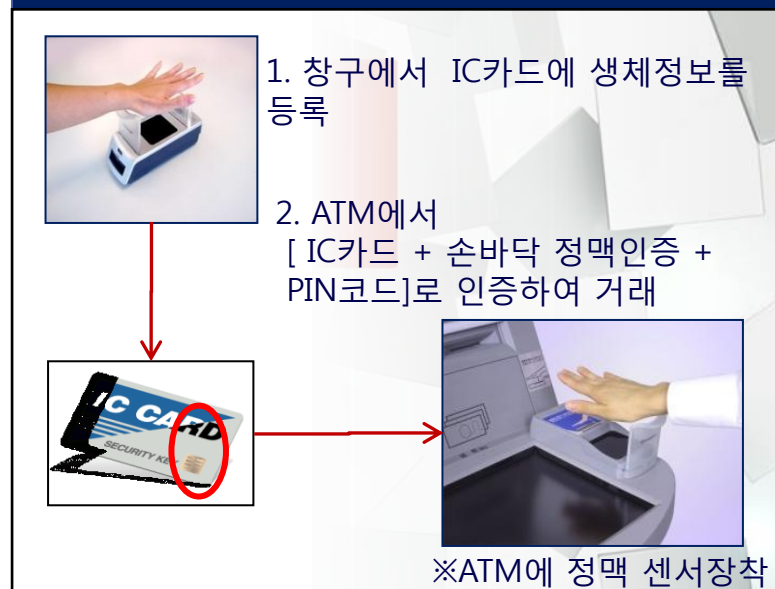 1. 창구에서 IC카드에 생체정보를
등록
2. ATM에서
[ IC카드 + 손바닥 정맥인증 +
PIN코드]로 인증하여 거래
IC CARD
SECURITY KEY
※ATM에 정맥 센서장착